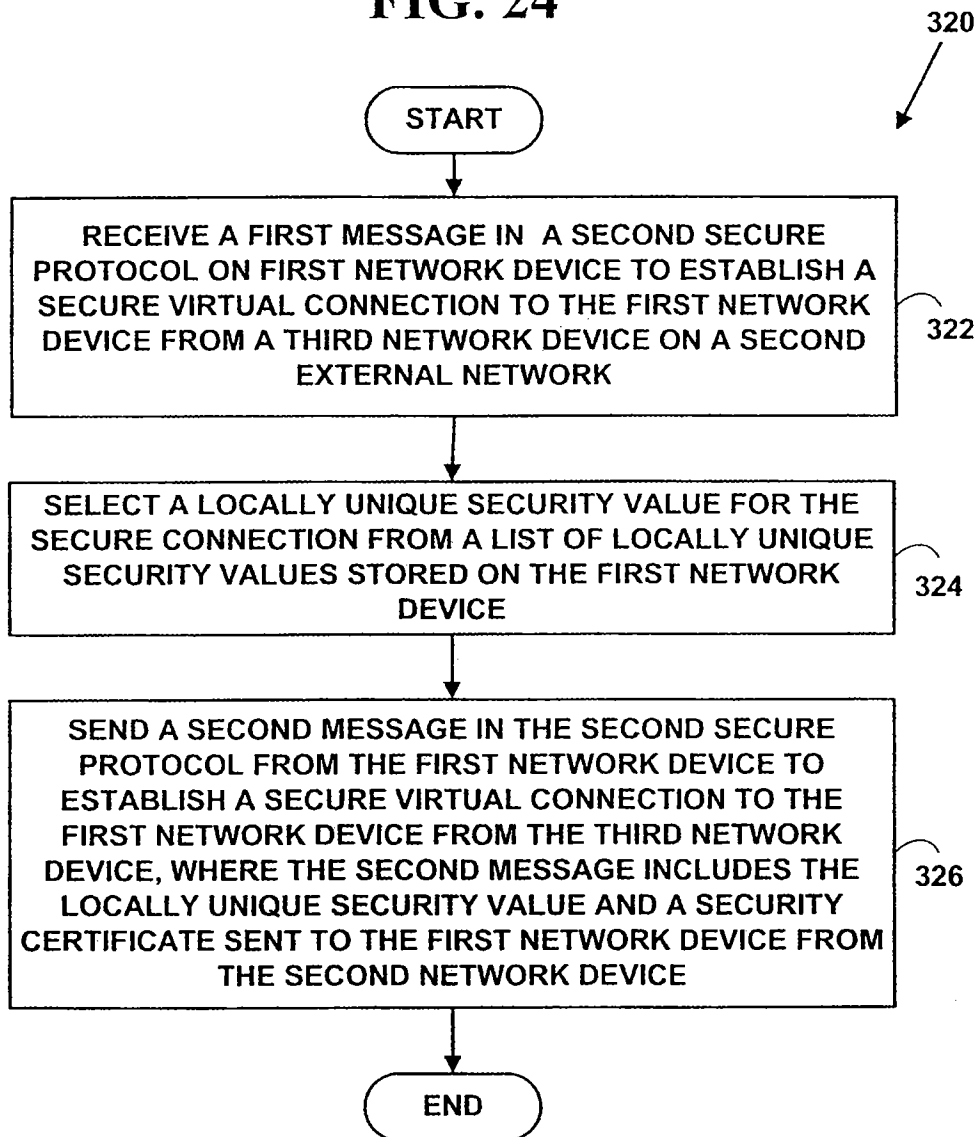 FIG. 24
320
START
RECEIVE A FIRST MESSAGE IN A SECOND SECURE
PROTOCOL ON FIRST NETWORK DEVICE TO ESTABLISH A
SECURE VIRTUAL CONNECTION TO THE FIRST NETWORK
DEVICE FROM A THIRD NETWORK DEVICE ON A SECOND
EXTERNAL NETWORK
322
SELECT A LOCALLY UNIQUE SECURITY VALUE FOR THE
SECURE CONNECTION FROM A LIST OF LOCALLY UNIQUE
SECURITY VALUES STORED ON THE FIRST NETWORK
DEVICE
324
SEND A SECOND MESSAGE IN THE SECOND SECURE
PROTOCOL FROM THE FIRST NETWORK DEVICE TO
ESTABLISH A SECURE VIRTUAL CONNECTION TO THE
FIRST NETWORK DEVICE FROM THE THIRD NETWORK
DEVICE, WHERE THE SECOND MESSAGE INCLUDES THE
LOCALLY UNIQUE SECURITY VALUE AND A SECURITY
CERTIFICATE SENT TO THE FIRST NETWORK DEVICE FROM
THE SECOND NETWORK DEVICE
326
END